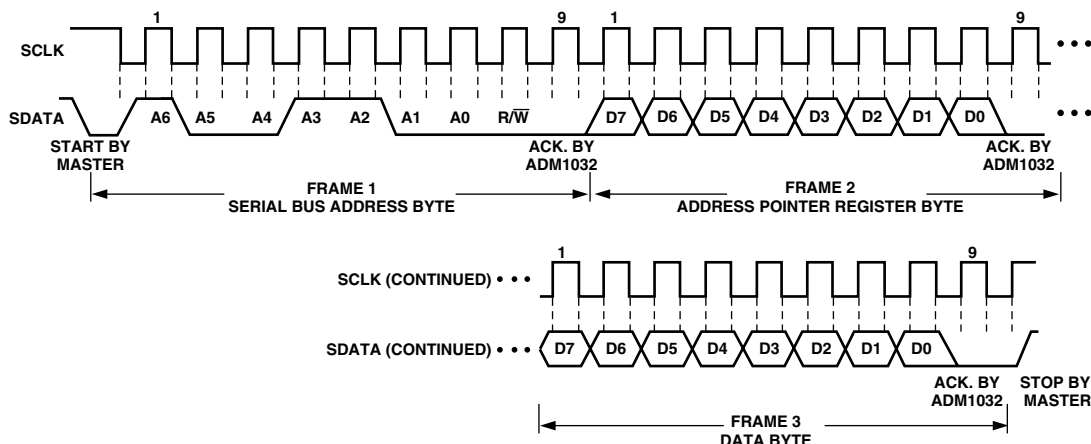 1 9 1 9
SCLK
SDATA A6 A5 A4 A3 A2 A1 A0 R/W̅ D7 D6 D5 D4 D3 D2 D1 D0
START BY
MASTER
ACK. BY
ADM1032
ACK. BY
ADM1032
FRAME 1
SERIAL BUS ADDRESS BYTE
FRAME 2
ADDRESS POINTER REGISTER BYTE
1 9
SCLK (CONTINUED)
SDATA (CONTINUED) D7 D6 D5 D4 D3 D2 D1 D0
ACK. BY
ADM1032
STOP BY
MASTER
FRAME 3
DATA BYTE